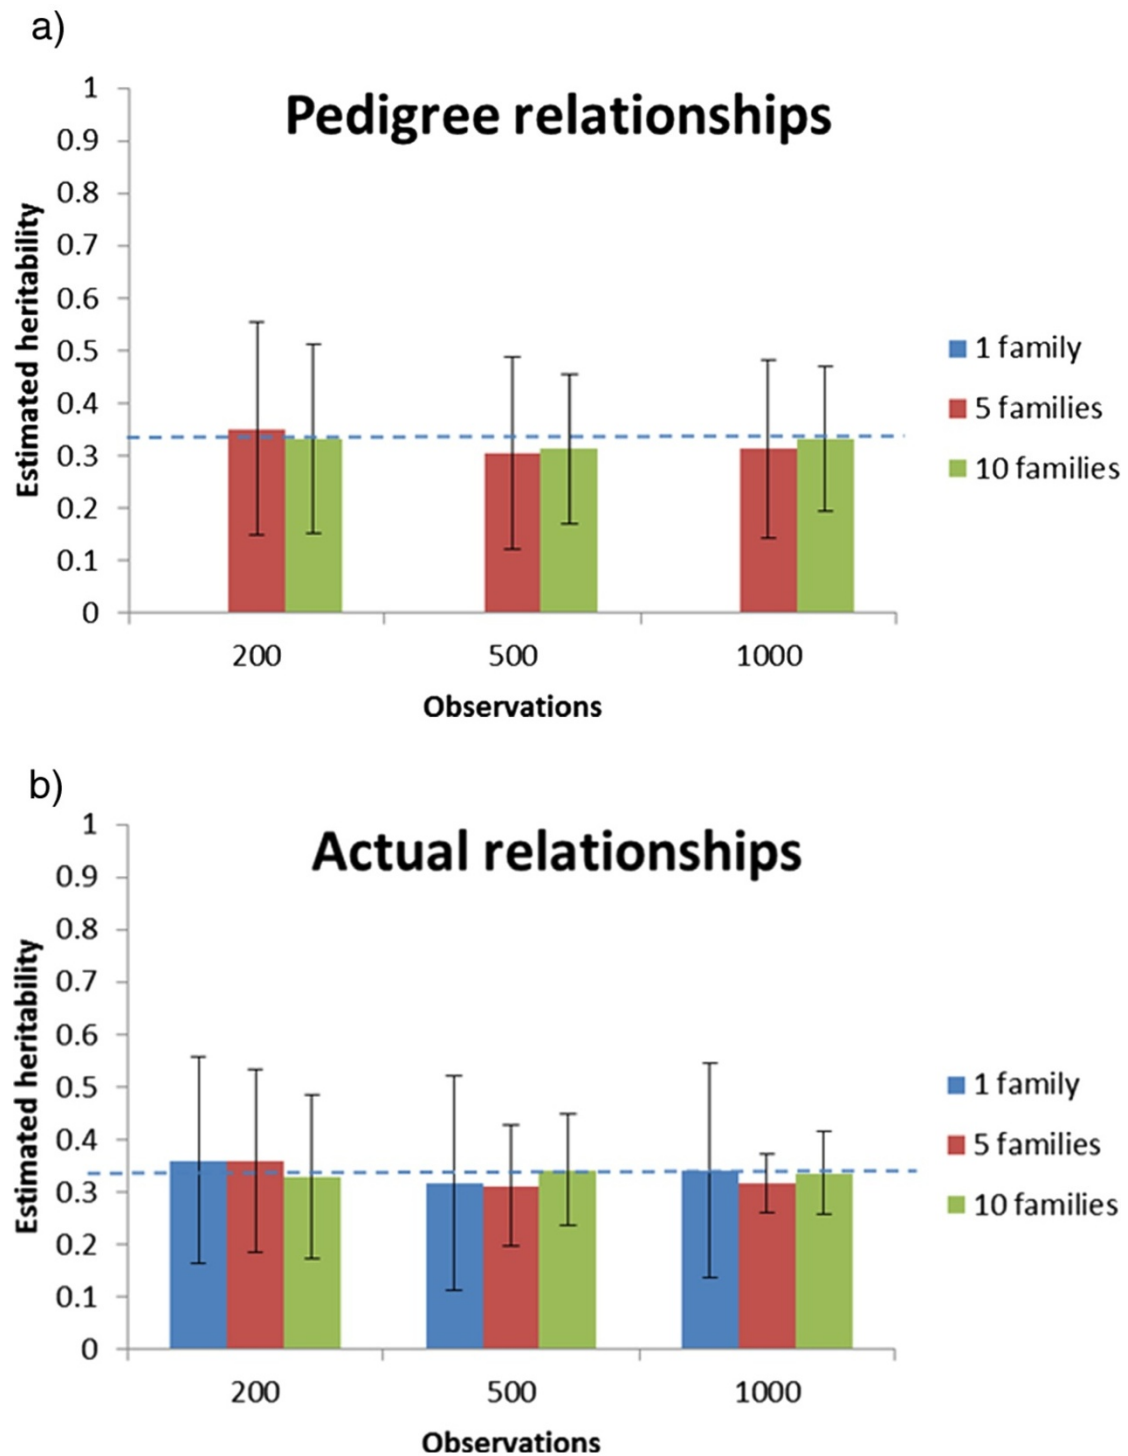 a)
Pedigree relationships
1
0.9
0.8
0.7
0.6
0.5
0.4
0.3
0.2
0.1
0
Estimated heritability
200 500 1000
Observations
1 family
5 families
10 families
b)
Actual relationships
1
0.9
0.8
0.7
0.6
0.5
0.4
0.3
0.2
0.1
0
Estimated heritability
200 500 1000
Observations
1 family
5 families
10 families